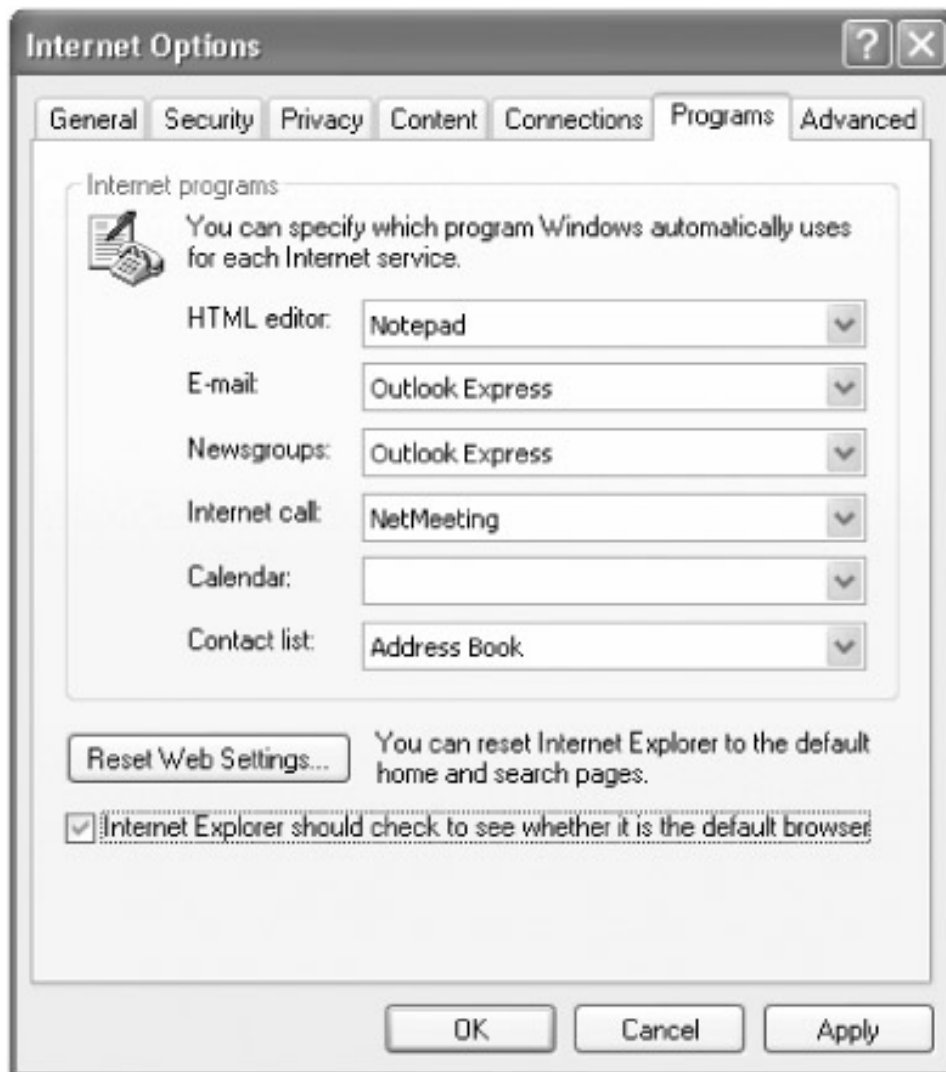 Internet Options
General Security Privacy Content Connections Programs Advanced
Internet programs
You can specify which program Windows automatically uses
for each Internet service.
HTML editor: Notepad
E-mail: Outlook Express
Newsgroups: Outlook Express
Internet call: NetMeeting
Calendar:
Contact list: Address Book
Reset Web Settings... You can reset Internet Explorer to the default
home and search pages.
Internet Explorer should check to see whether it is the default browser
OK Cancel Apply